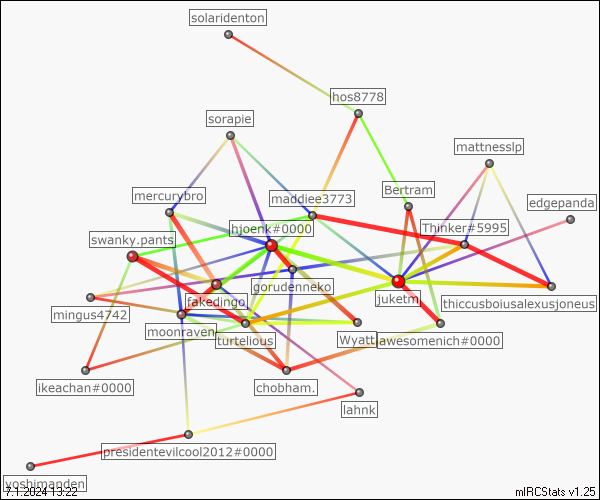 solaridenton
hos8778
sorapie
mattnesslp
mercurybro
maddiee3773
Bertram
edgepanda
hjoenk#0000
Thinker#5995
swanky.pants
gorudenneko
fakedingo
juketm
thiccusboiusalexusjoneus
mingus4742
moonraven
turtelious
Wyatt
awesomenich#0000
ikeachan#0000
chobham.
lahnk
presidentevilcool2012#0000
yoshimanden
7.1.2024 13:22
mIRCStats v1.25